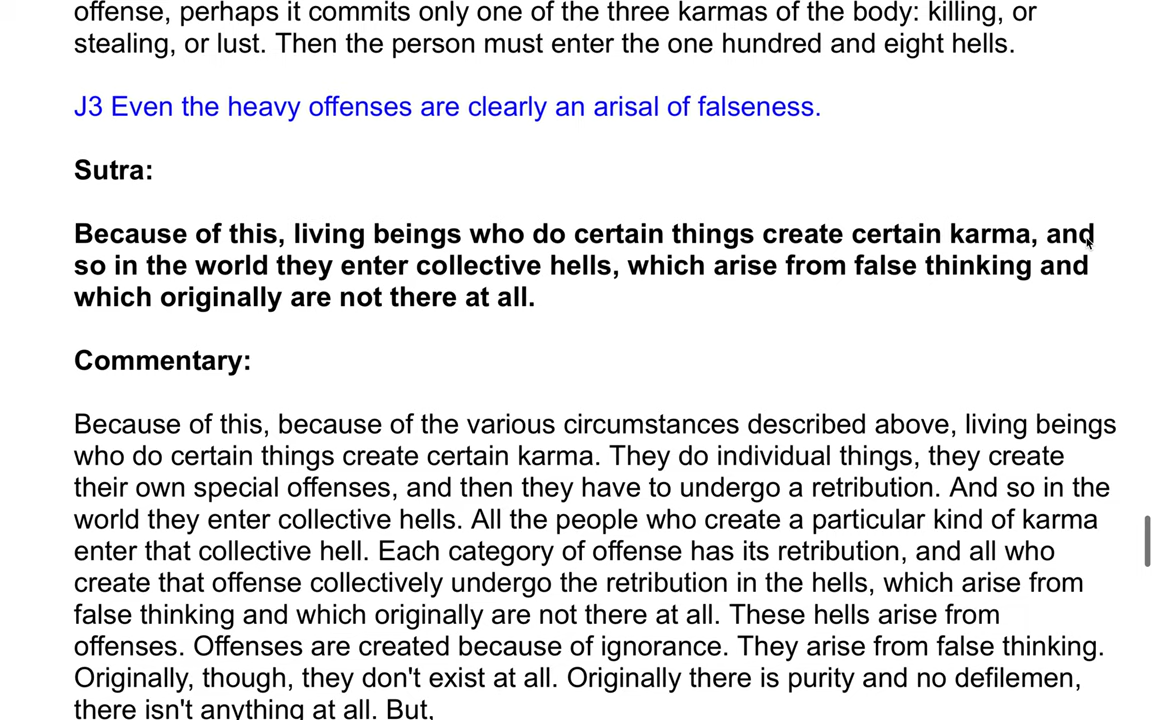 offense, perhaps it commits only one of the three karmas of the body: killing, or
stealing, or lust. Then the person must enter the one hundred and eight hells.
J3 Even the heavy offenses are clearly an arisal of falseness.
Sutra:
Because of this, living beings who do certain things create certain karma, and
so in the world they enter collective hells, which arise from false thinking and
which originally are not there at all.
Commentary:
Because of this, because of the various circumstances described above, living beings
who do certain things create certain karma. They do individual things, they create
their own special offenses, and then they have to undergo a retribution. And so in the
world they enter collective hells. All the people who create a particular kind of karma
enter that collective hell. Each category of offense has its retribution, and all who
create that offense collectively undergo the retribution in the hells, which arise from
false thinking and which originally are not there at all. These hells arise from
offenses. Offenses are created because of ignorance. They arise from false thinking.
Originally, though, they don't exist at all. Originally there is purity and no defilemen,
there isn't anything at all. But,